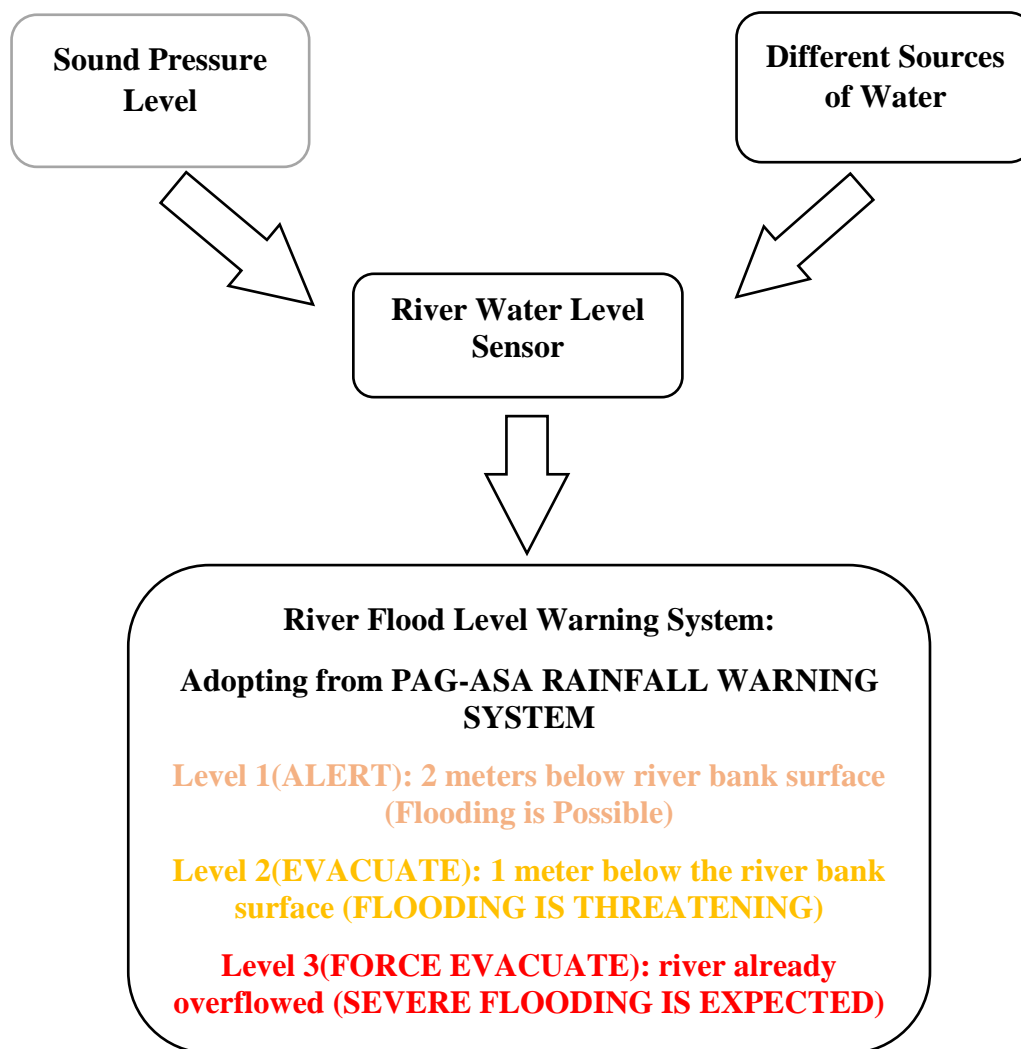 Sound Pressure
Level
Different Sources
of Water
River Water Level
Sensor
River Flood Level Warning System:
Adopting from PAG-ASA RAINFALL WARNING
SYSTEM
Level 1(ALERT): 2 meters below river bank surface
(Flooding is Possible)
Level 2(EVACUATE): 1 meter below the river bank
surface (FLOODING IS THREATENING)
Level 3(FORCE EVACUATE): river already
overflowed (SEVERE FLOODING IS EXPECTED)